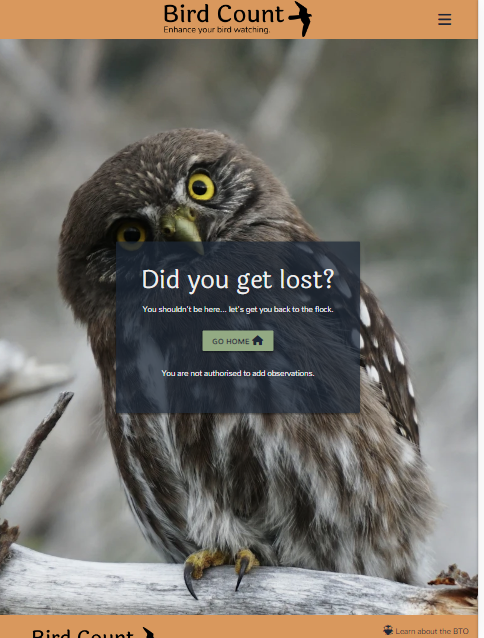 Bird Count
Enhance your bird watching.
Did you get lost?
You shouldn't be here... let's get you back to the flock.
GO HOME
You are not authorised to add observations.
Learn about the BTO
Bird Count